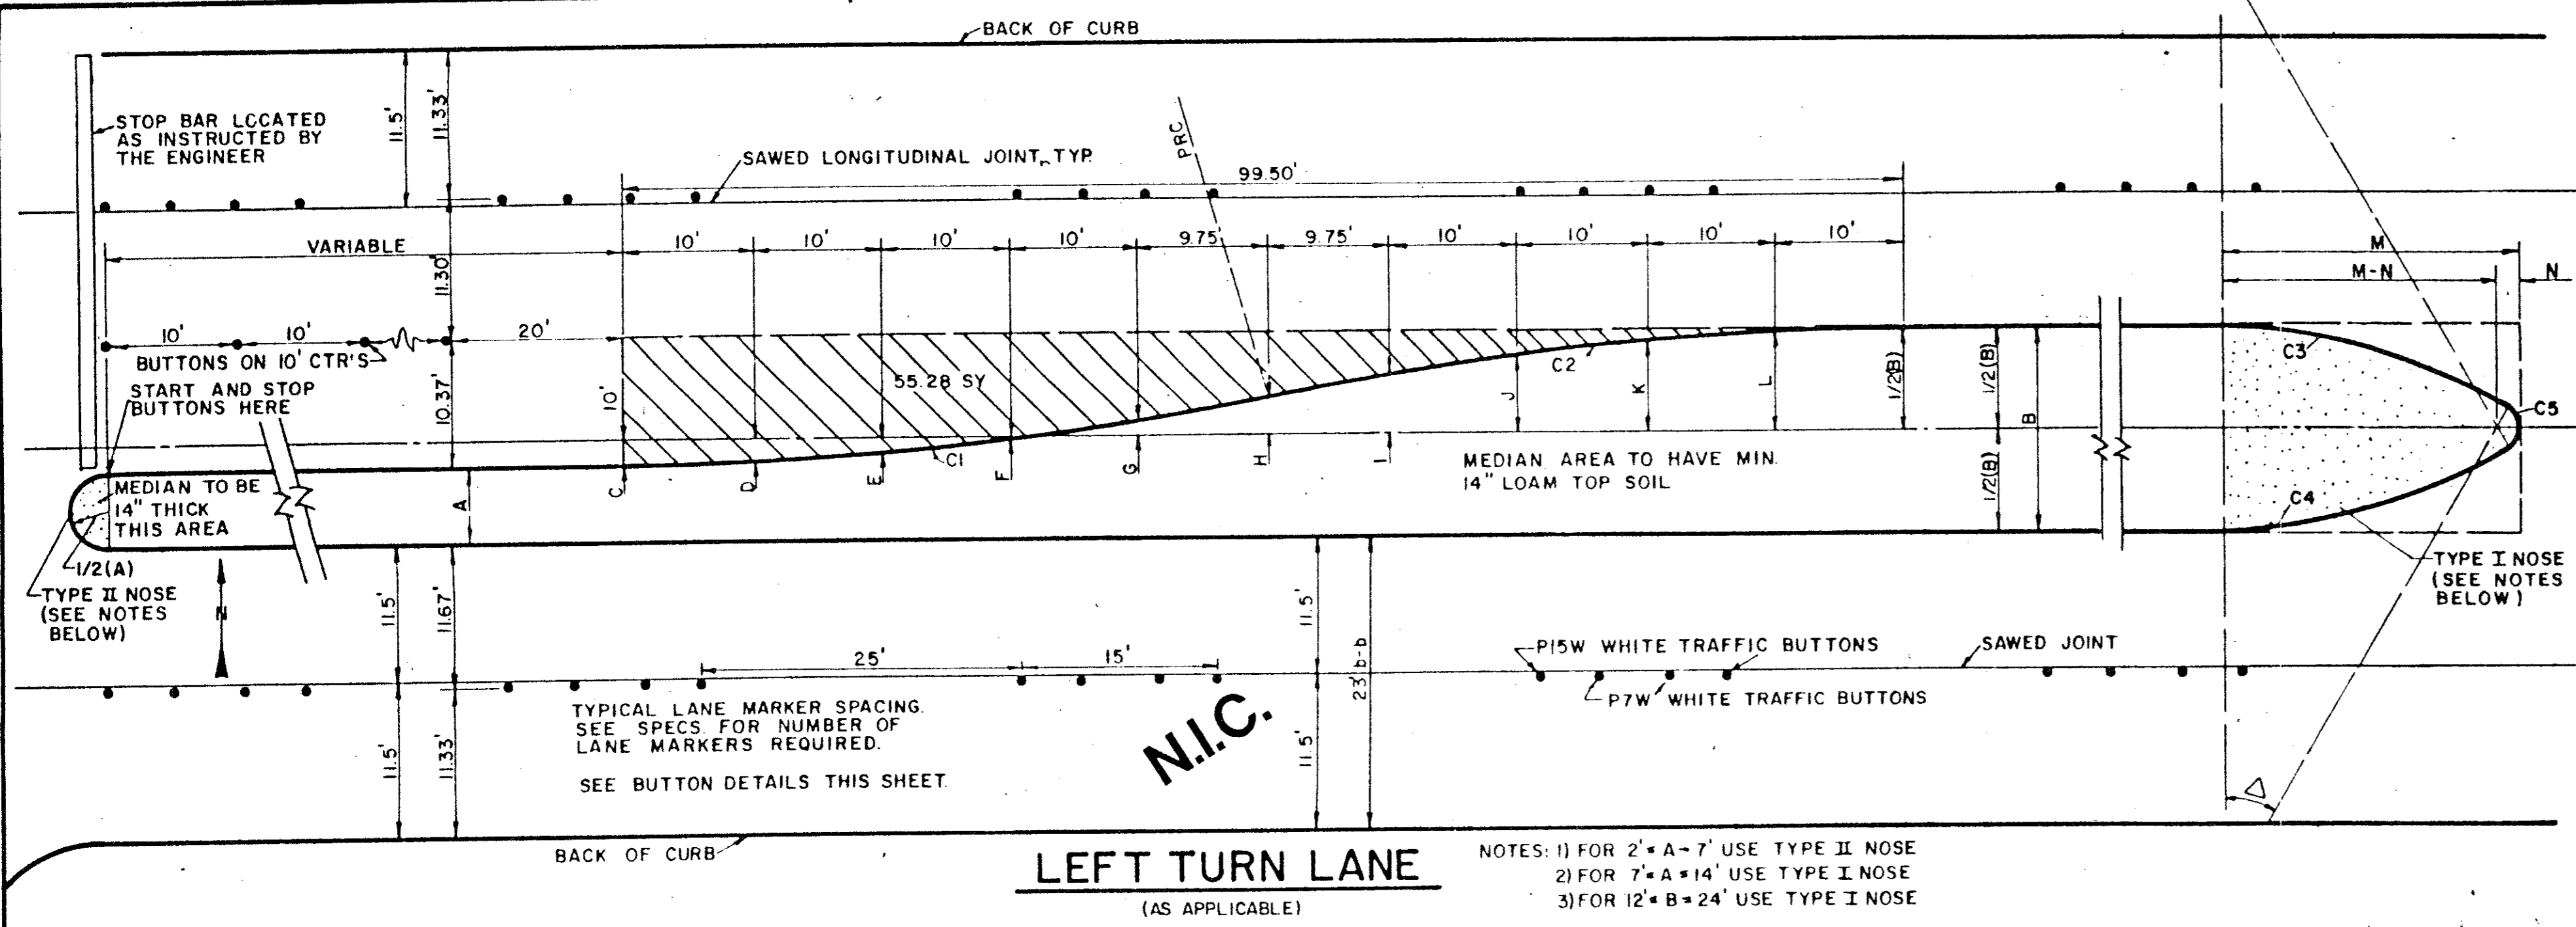 BACK OF CURB
STOP BAR LOCATED
AS INSTRUCTED BY
THE ENGINEER
11.5'
11.33'
SAWED LONGITUDINAL JOINT, TYP.
PRC
99.50'
VARIABLE
10'
10'
10'
10'
9.75'
9.75'
10'
10'
10'
10'
M
M-N
N
11.30'
10'
10'
20'
BUTTONS ON 10' CTR'S
START AND STOP
BUTTONS HERE
10.37'
10'
55.28 SY
C1
C2
C3
C4
C5
C
D
E
F
G
H
I
J
K
L
1/2(B)
1/2(B)
1/2(B)
B
A
MEDIAN AREA TO HAVE MIN.
14" LOAM TOP SOIL
MEDIAN TO BE
14" THICK
THIS AREA
1/2(A)
TYPE II NOSE
(SEE NOTES
BELOW)
N
TYPE I NOSE
(SEE NOTES
BELOW)
11.5'
11.67'
11.5'
23' b-b
25'
15'
P15W WHITE TRAFFIC BUTTONS
SAWED JOINT
P7W WHITE TRAFFIC BUTTONS
TYPICAL LANE MARKER SPACING.
SEE SPECS. FOR NUMBER OF
LANE MARKERS REQUIRED.
SEE BUTTON DETAILS THIS SHEET.
N.I.C.
11.5'
11.33'
11.5'
Δ
BACK OF CURB
LEFT TURN LANE
(AS APPLICABLE)
NOTES: 1) FOR 2' A 7' USE TYPE II NOSE
2) FOR 7' A 14' USE TYPE I NOSE
3) FOR 12' B 24' USE TYPE I NOSE